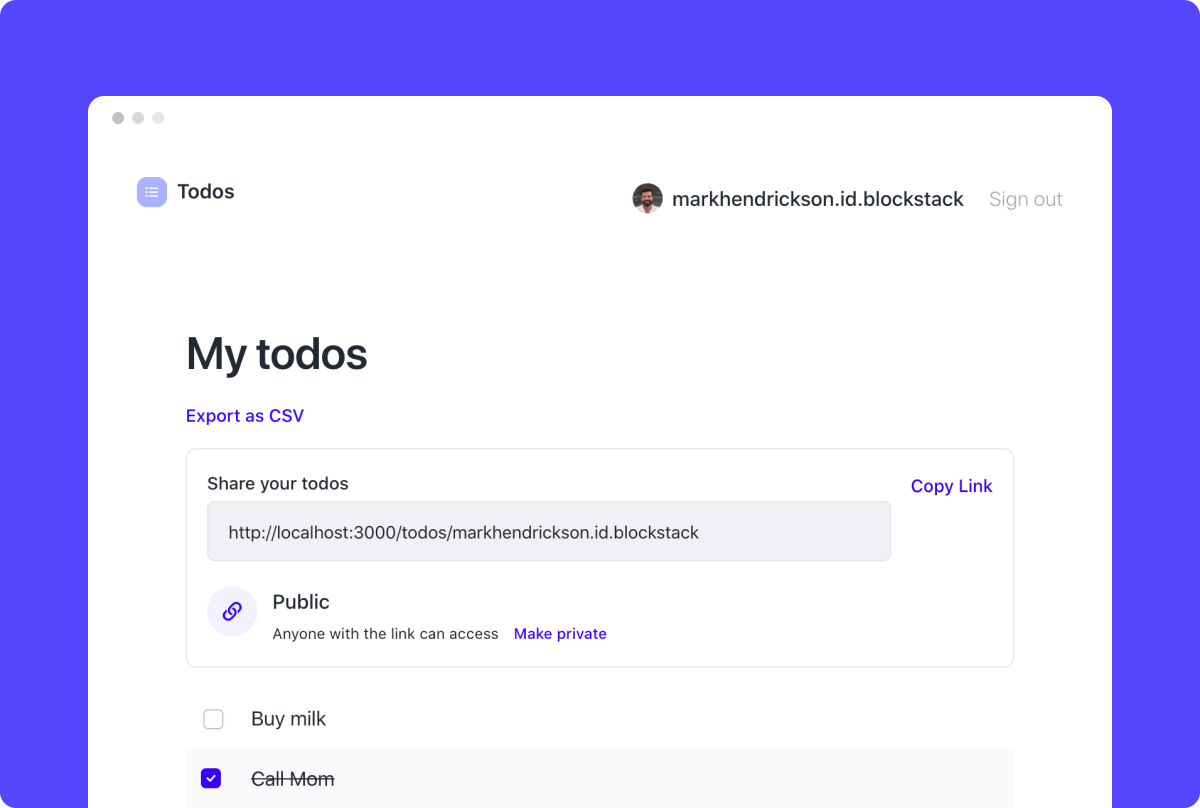 Todos
markhendrickson.id.blockstack
Sign out
My todos
Export as CSV
Share your todos
Copy Link
http://localhost:3000/todos/markhendrickson.id.blockstack
Public
Anyone with the link can access Make private
Buy milk
Call Mom